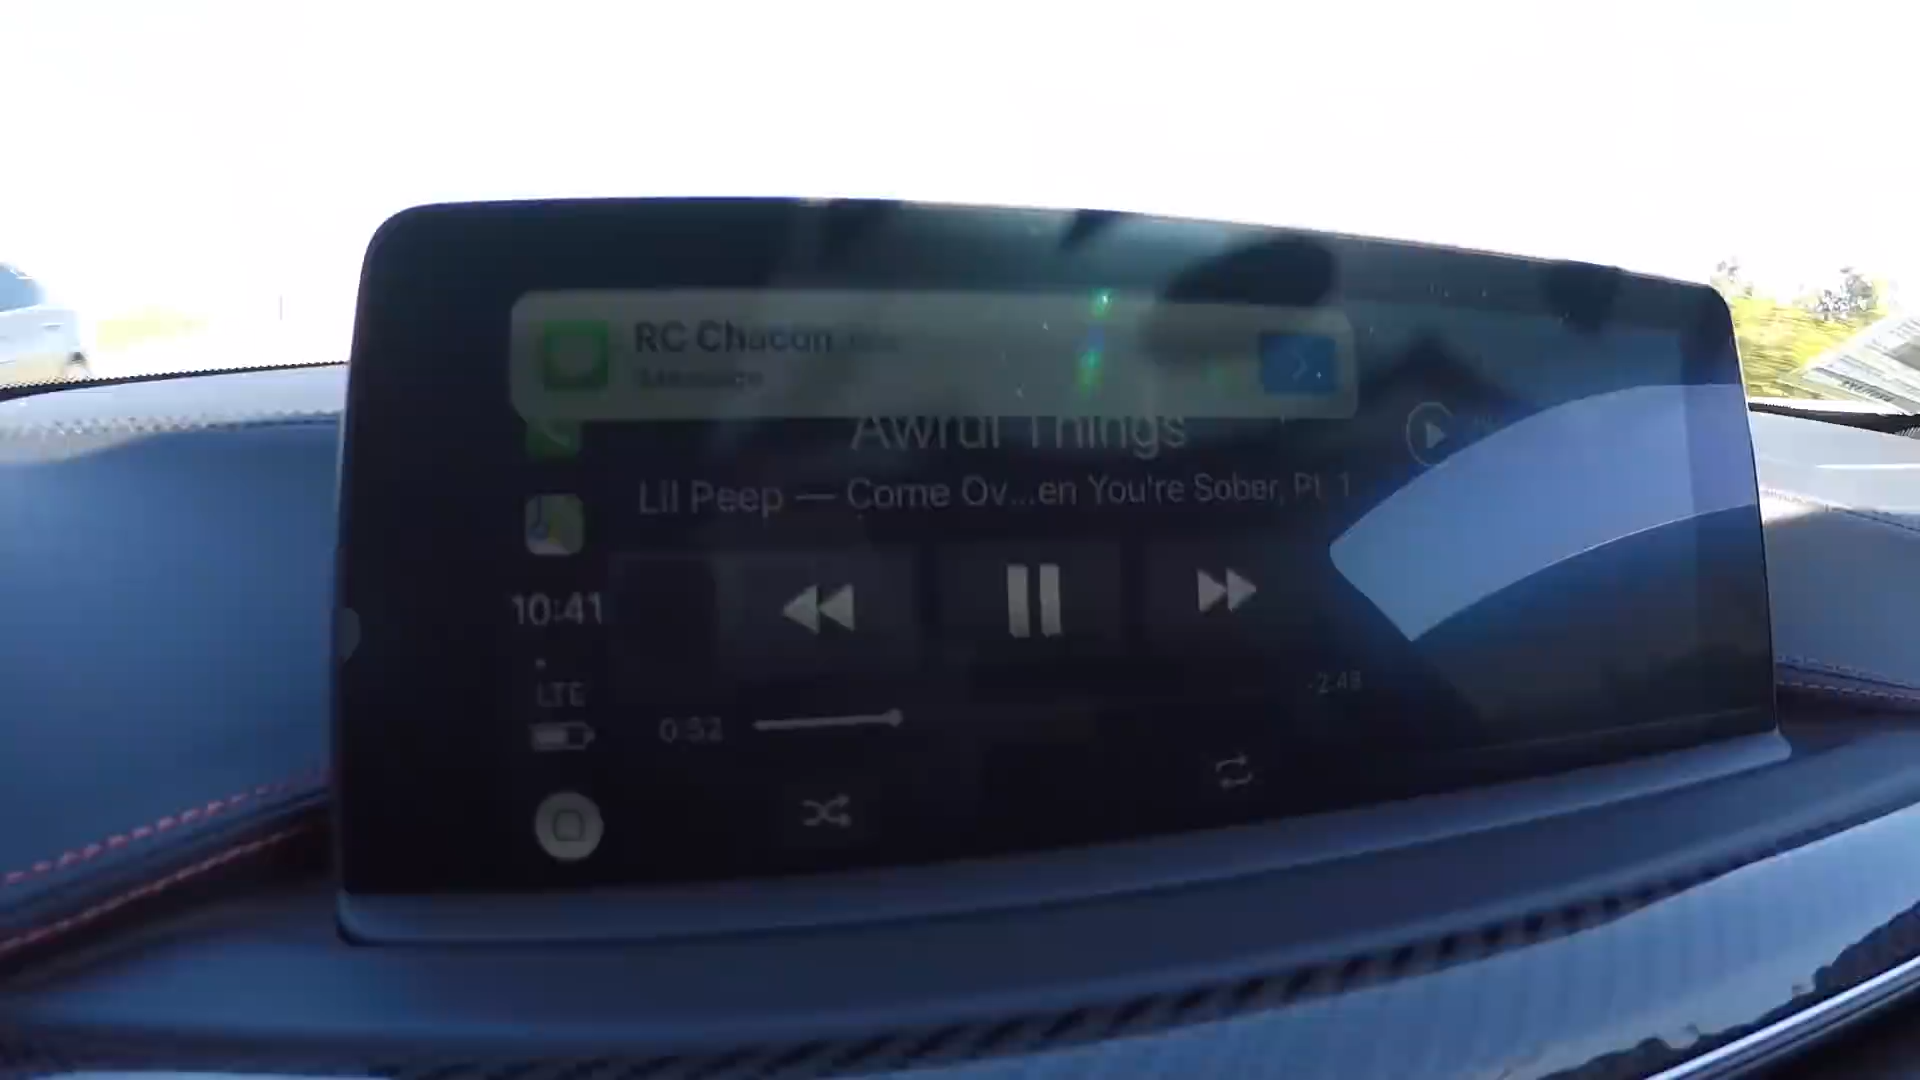 RC Chacon
Awful Things
Lil Peep — Come Ov...en You're Sober, Pt. 1
10:41
LTE
0:52
-2:48